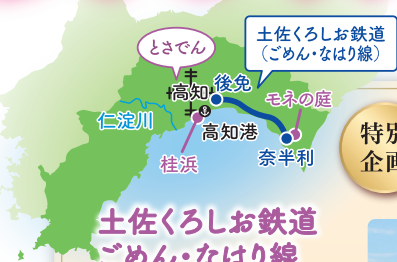 土佐くろしお鉄道
（ごめん・なはり線）
とさでん
後免
高知
モネの庭
仁淀川
高知港
桂浜
奈半利
特別
企画
土佐くろしお鉄道
ごめん・なはり線